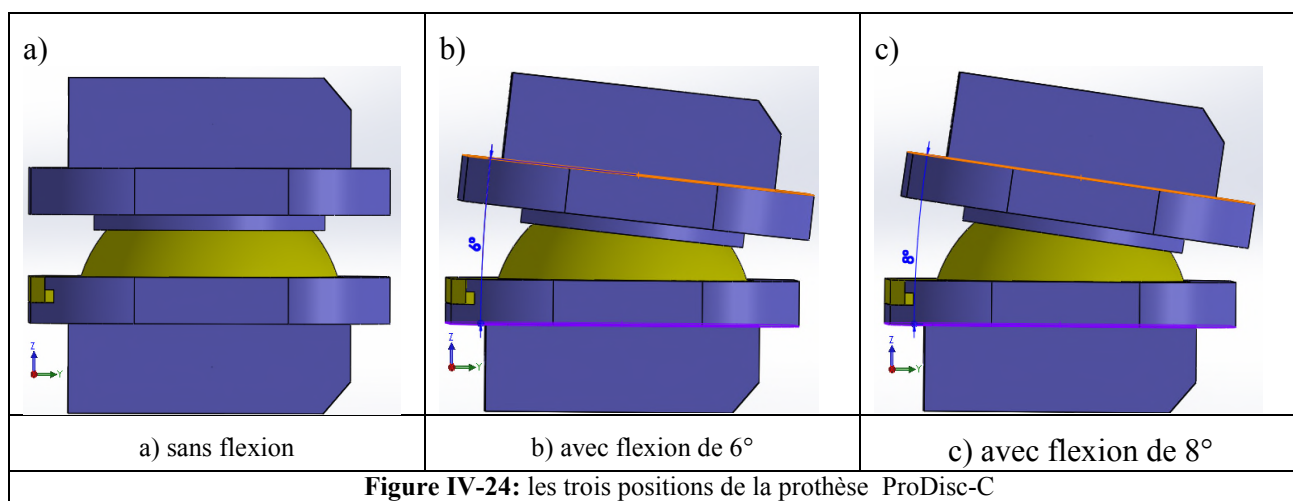 a)
b)
c)
6°
8°
Z
Y
Z
Y
Z
Y
a) sans flexion
b) avec flexion de 6°
c) avec flexion de 8°
Figure IV-24: les trois positions de la prothèse ProDisc-C